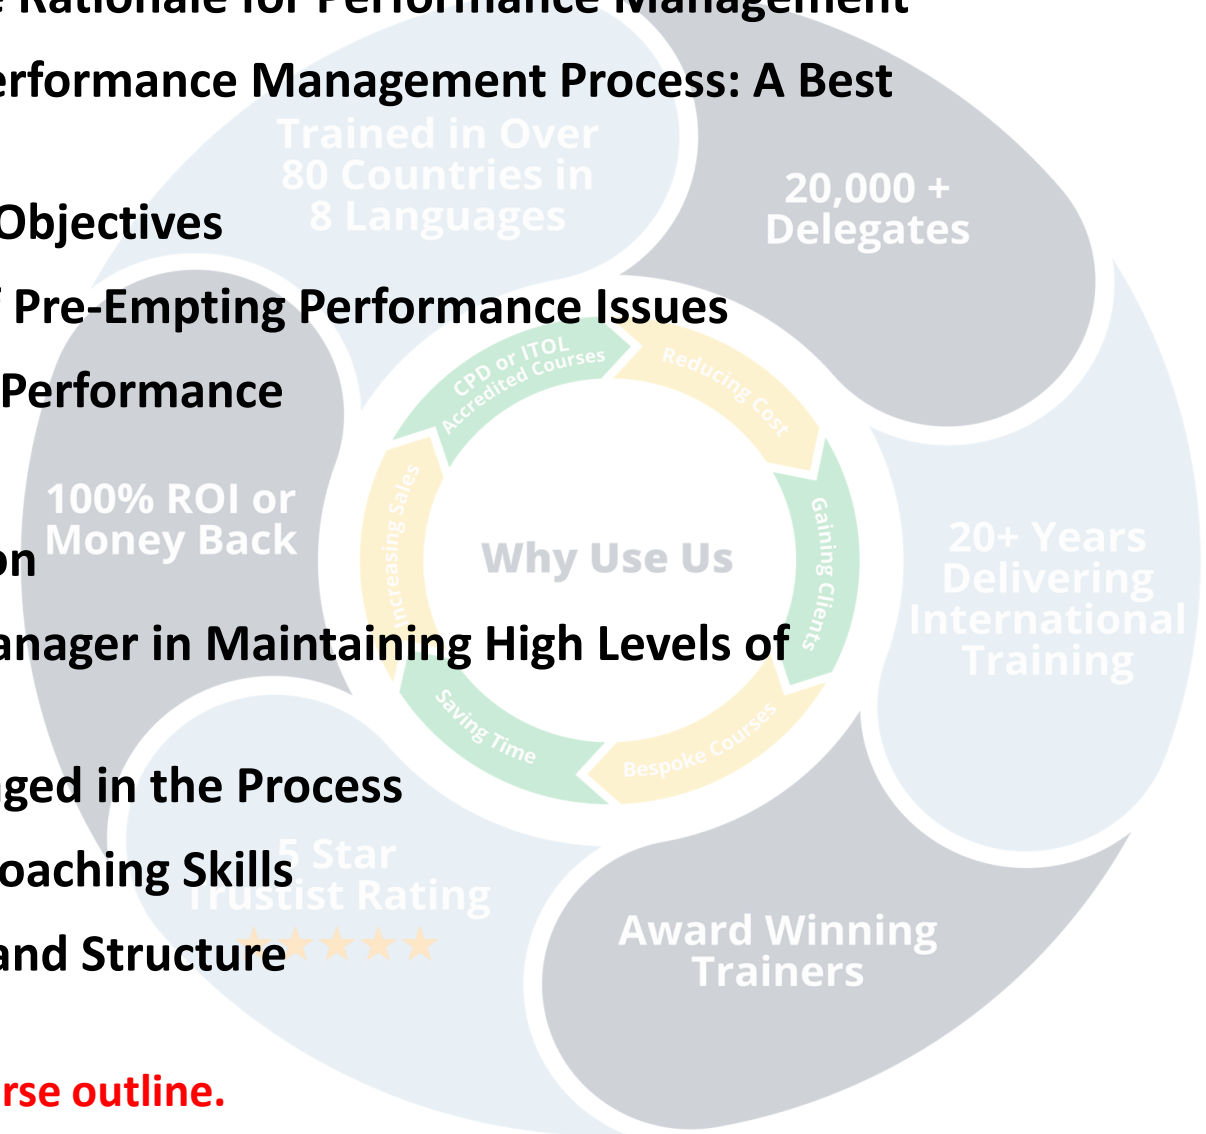 Rationale for Performance Management
erformance Management Process: A Best
Trained in Over
80 Countries in
8 Languages
20,000 +
Delegates
Objectives
Pre-Empting Performance Issues
CPD or ITOL
Accredited Courses
Reducing Cost
Performance
100% ROI or
Money Back
Increasing Sales
Why Use Us
Gaining Clients
20+ Years
Delivering
International
Training
on
anager in Maintaining High Levels of
Saving Time
Bespoke Courses
ged in the Process
5 Star
oaching Skills
Trustist Rating
Award Winning
Trainers
and Structure
rse outline.